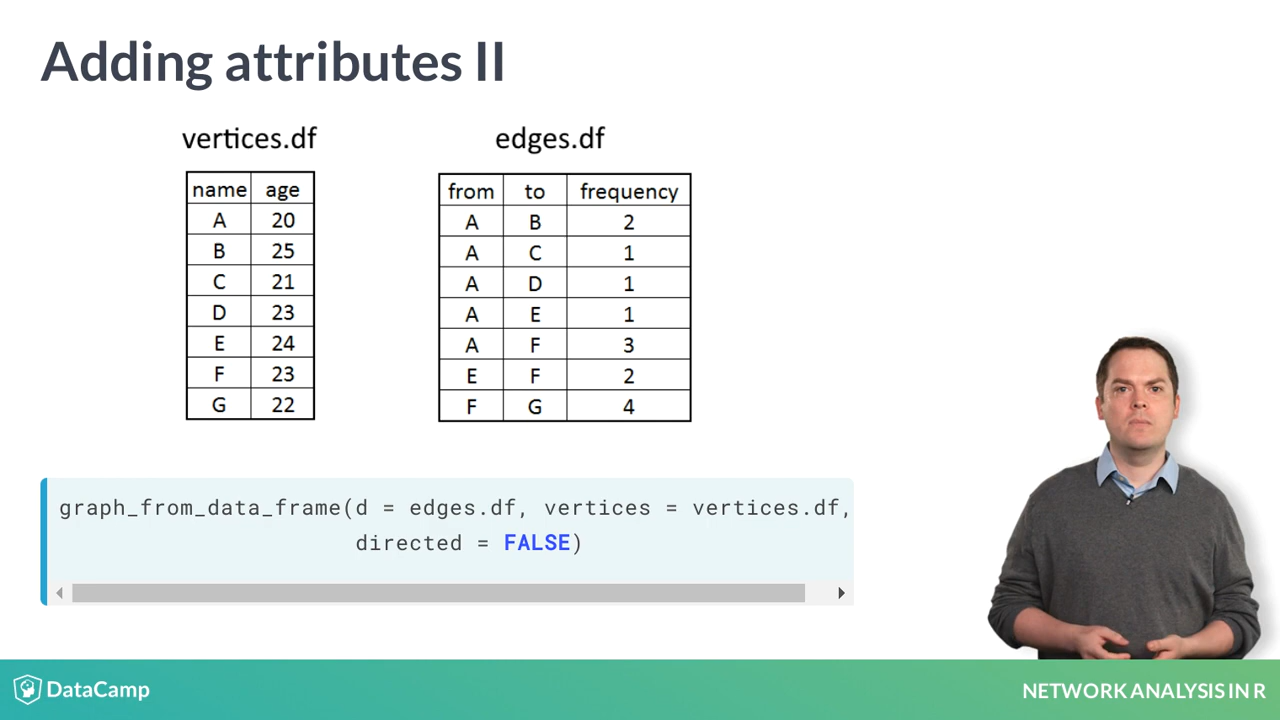 Adding attributes II
vertices.df
name age
A 20
B 25
C 21
D 23
E 24
F 23
G 22
edges.df
from to frequency
A B 2
A C 1
A D 1
A E 1
A F 3
E F 2
F G 4
graph_from_data_frame(d = edges.df, vertices = vertices.df,
directed = FALSE)
DataCamp
NETWORK ANALYSIS IN R